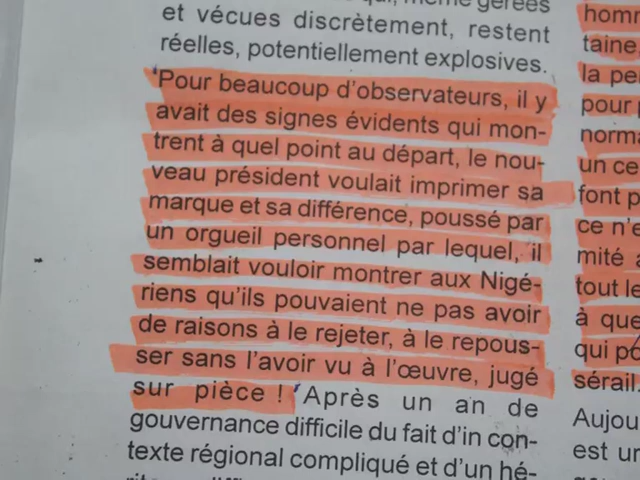 même gérées
et vécues discrètement, restent
réelles, potentiellement explosives.
Pour beaucoup d'observateurs, il y
avait des signes évidents qui mon-
trent à quel point au départ, le nou-
veau président voulait imprimer sa
marque et sa différence, poussé par
un orgueil personnel par lequel, il
semblait vouloir montrer aux Nigé-
riens qu'ils pouvaient ne pas avoir
de raisons à le rejeter, à le repous-
ser sans l'avoir vu à l'œuvre, jugé
sur pièce ! Après un an de
gouvernance difficile du fait d'in con-
texte régional compliqué et d'un hé-
homm
taine,
la pe
pour
norma
un ce
font p
ce n'e
mité a
tout le
à que
qui po
sérail.
Aujou
est un